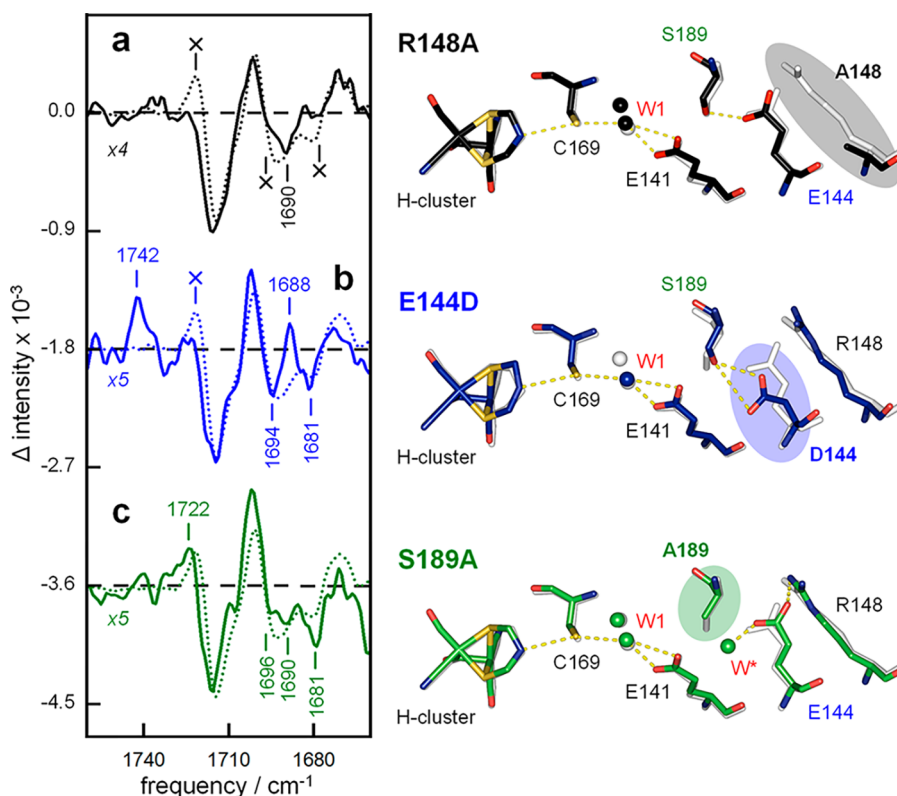 a
×
0.0
x4
×
1690
×
-0.9
Δ intensity x 10-3
1742
b
×
1688
-1.8
x5
1694
1681
-2.7
c
1722
-3.6
x5
1696
1690
1681
-4.5
1740
1710
1680
frequency / cm-1
R148A
S189
A148
W1
C169
E141
E144
H-cluster
E144D
S189
R148
W1
C169
E141
D144
H-cluster
S189A
A189
R148
W1
C169
W*
E141
E144
H-cluster